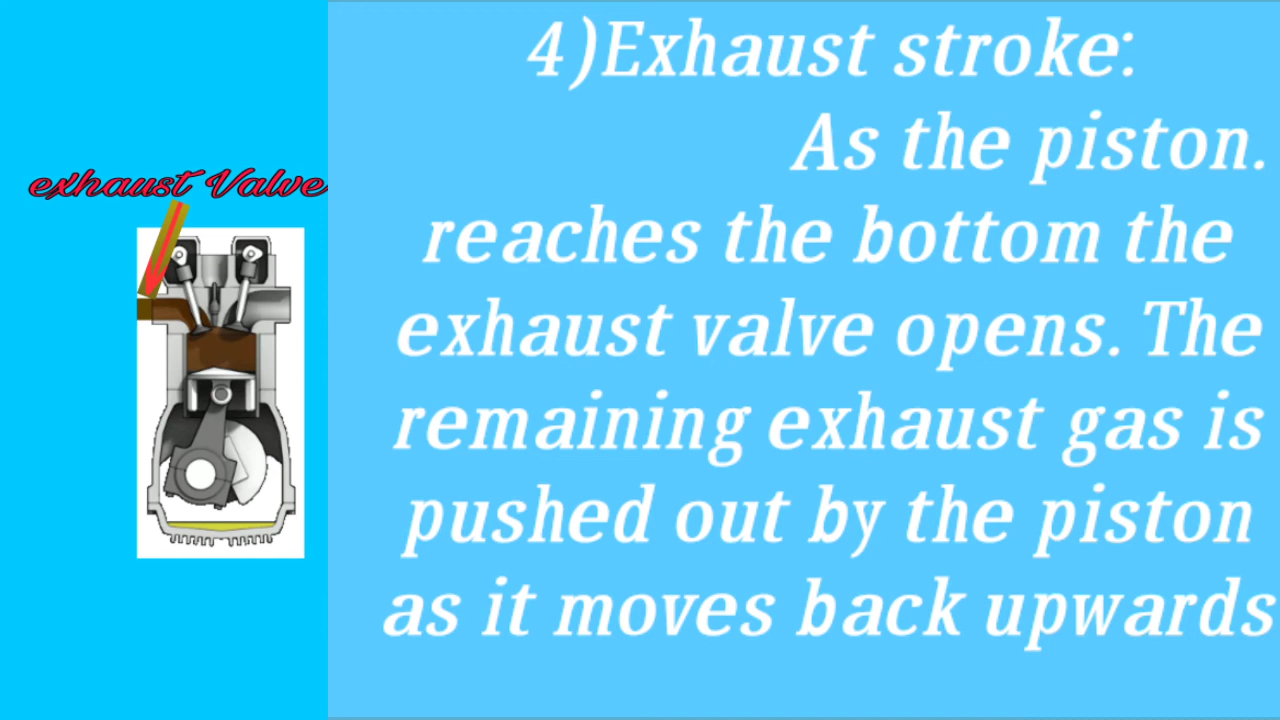 4)Exhaust stroke:
As the piston.
exhaust Valve
reaches the bottom the
exhaust valve opens. The
remaining exhaust gas is
pushed out by the piston
as it moves back upwards